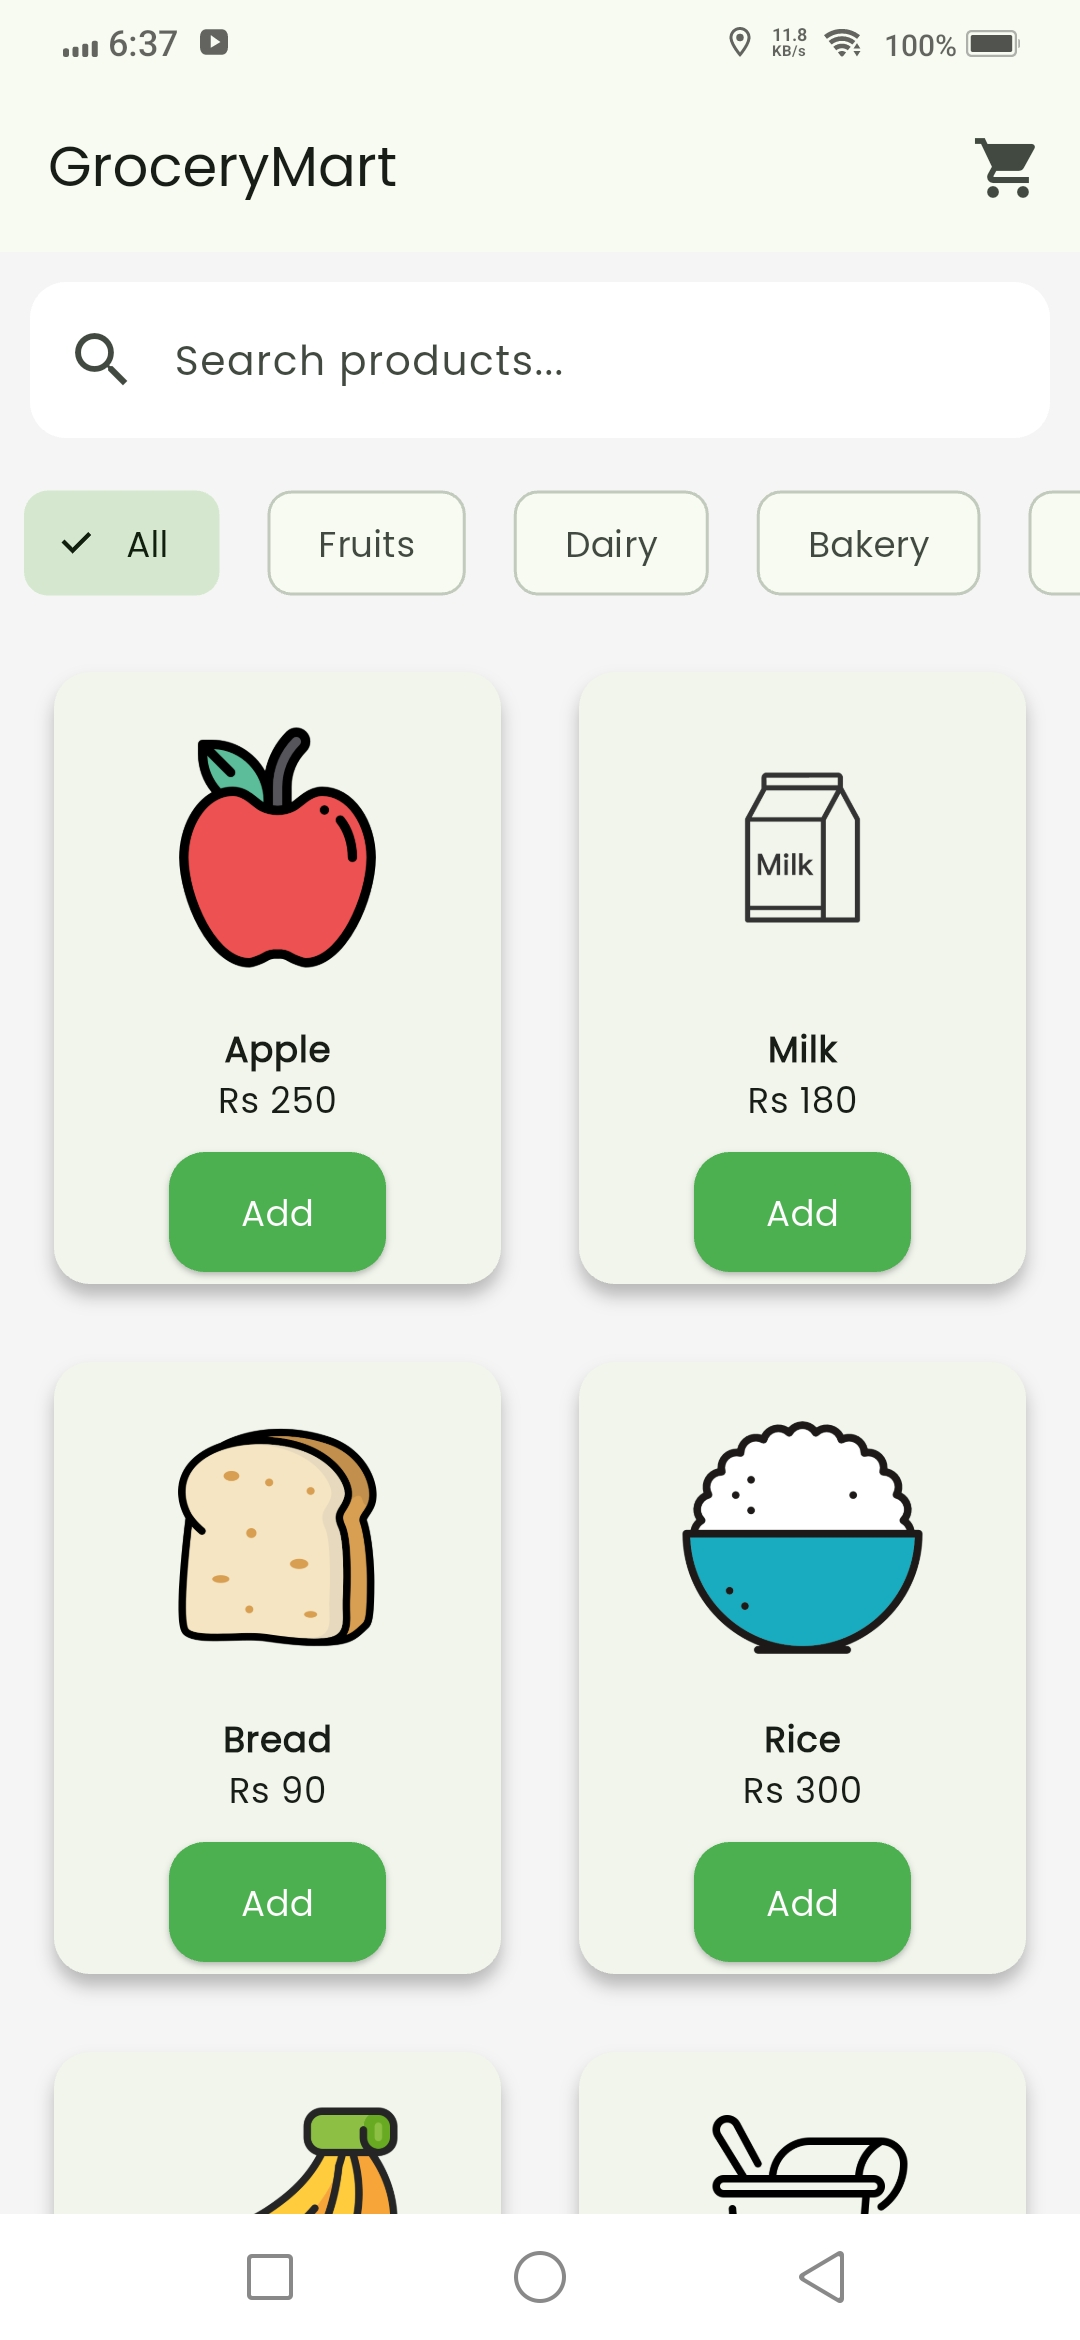 6:37
11.8
KB/s
100%
GroceryMart
Search products...
All
Fruits
Dairy
Bakery
Milk
Apple
Rs 250
Add
Milk
Rs 180
Add
Bread
Rs 90
Add
Rice
Rs 300
Add